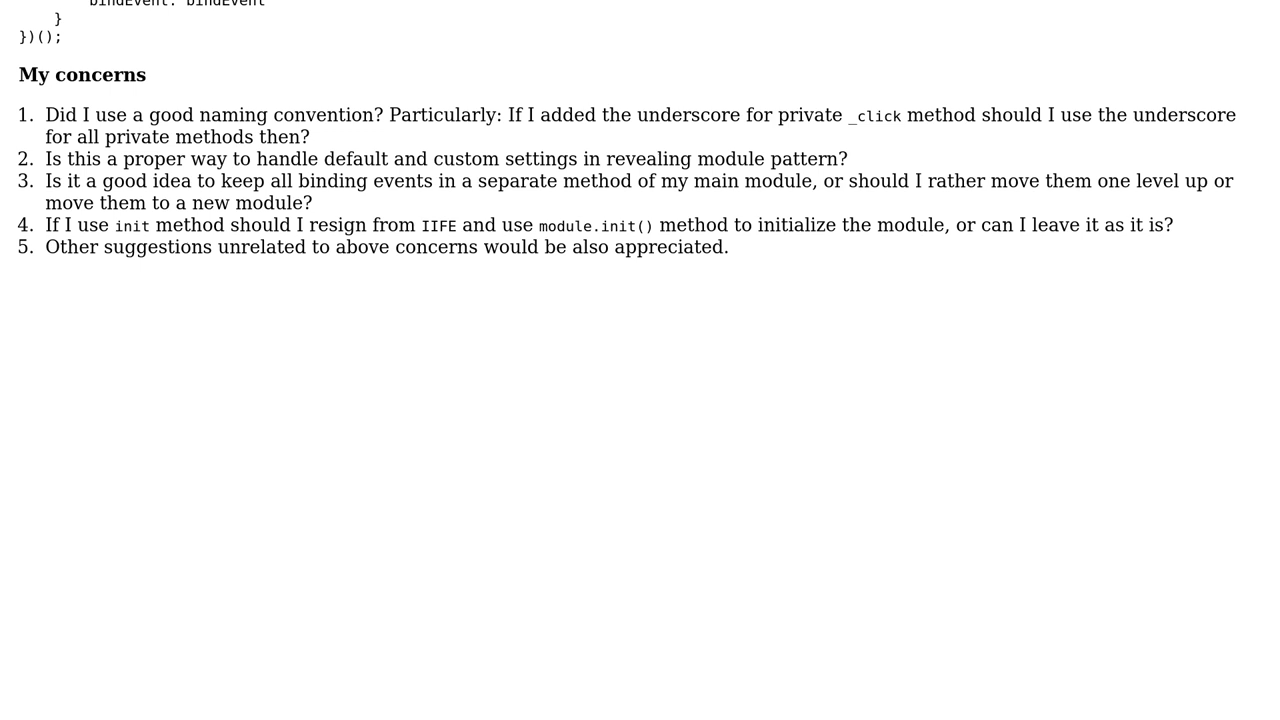 bindEvent: bindEvent
}
})();
My concerns
1. Did I use a good naming convention? Particularly: If I added the underscore for private _click method should I use the underscore
for all private methods then?
2. Is this a proper way to handle default and custom settings in revealing module pattern?
3. Is it a good idea to keep all binding events in a separate method of my main module, or should I rather move them one level up or
move them to a new module?
4. If I use init method should I resign from IIFE and use module.init() method to initialize the module, or can I leave it as it is?
5. Other suggestions unrelated to above concerns would be also appreciated.